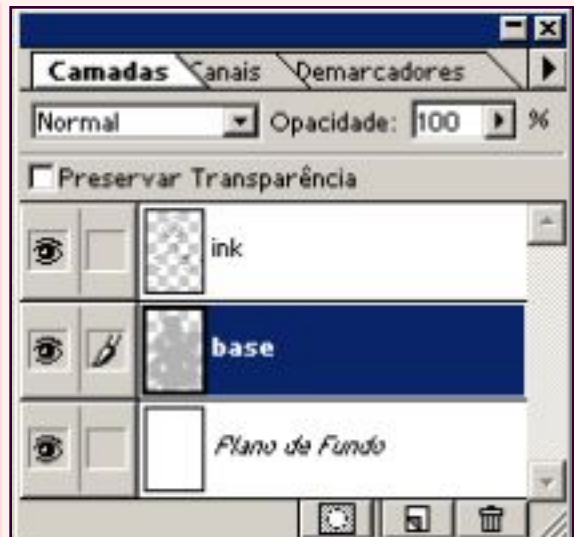 Camadas Canais Demarcadores
Normal Opacidade: 100 %
Preservar Transparência
ink
base
Plano de Fundo